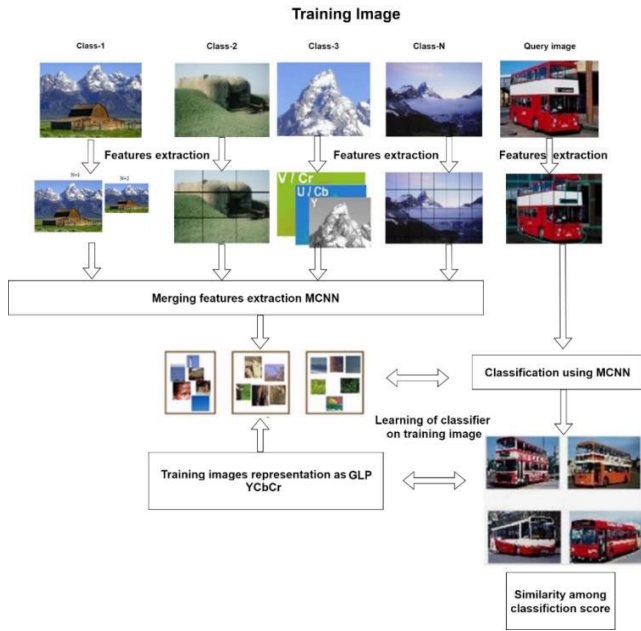 Training Image
Class-1
Class-2
Class-3
Class-N
Query image
Features extraction
Features extraction
Features extraction
N=1
N=2
V / Cr
U / Cb
Y
Merging features extraction MCNN
Classification using MCNN
Learning of classifier
on training image
Training images representation as GLP
YCbCr
Similarity among
classifiction score